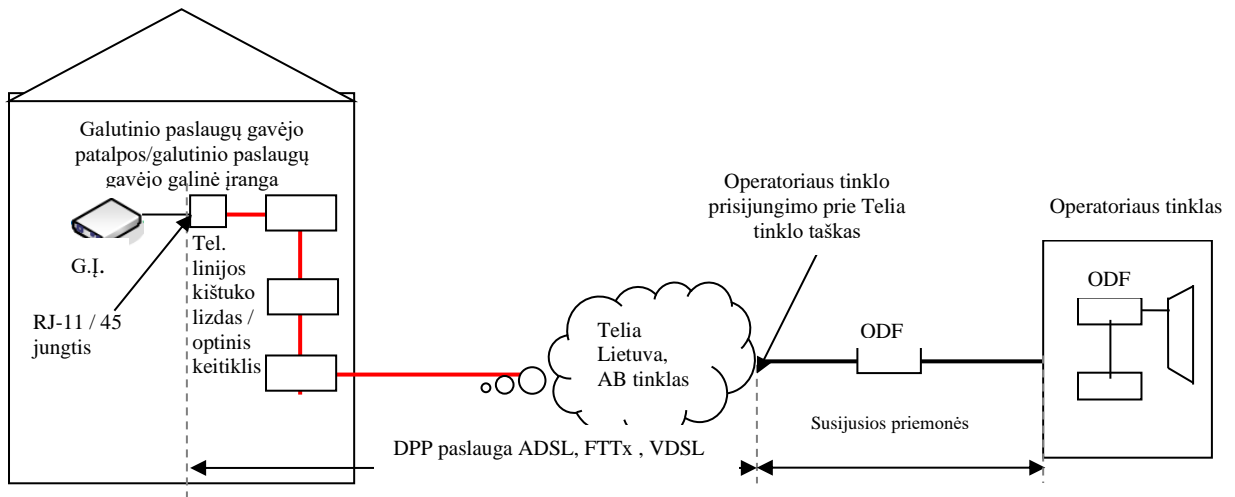 Galutinio paslaugų gavėjo
patalpos/galutinio paslaugų
gavėjo galinė įranga
G.Į.
RJ-11 / 45
jungtis
Tel.
linijos
kištuko
lizdas /
optinis
keitiklis
Telia
Lietuva,
AB tinklas
Operatoriaus tinklo
prisijungimo prie Telia
tinklo taškas
ODF
Operatoriaus tinklas
ODF
Susijusios priemonės
DPP paslauga ADSL, FTTx , VDSL